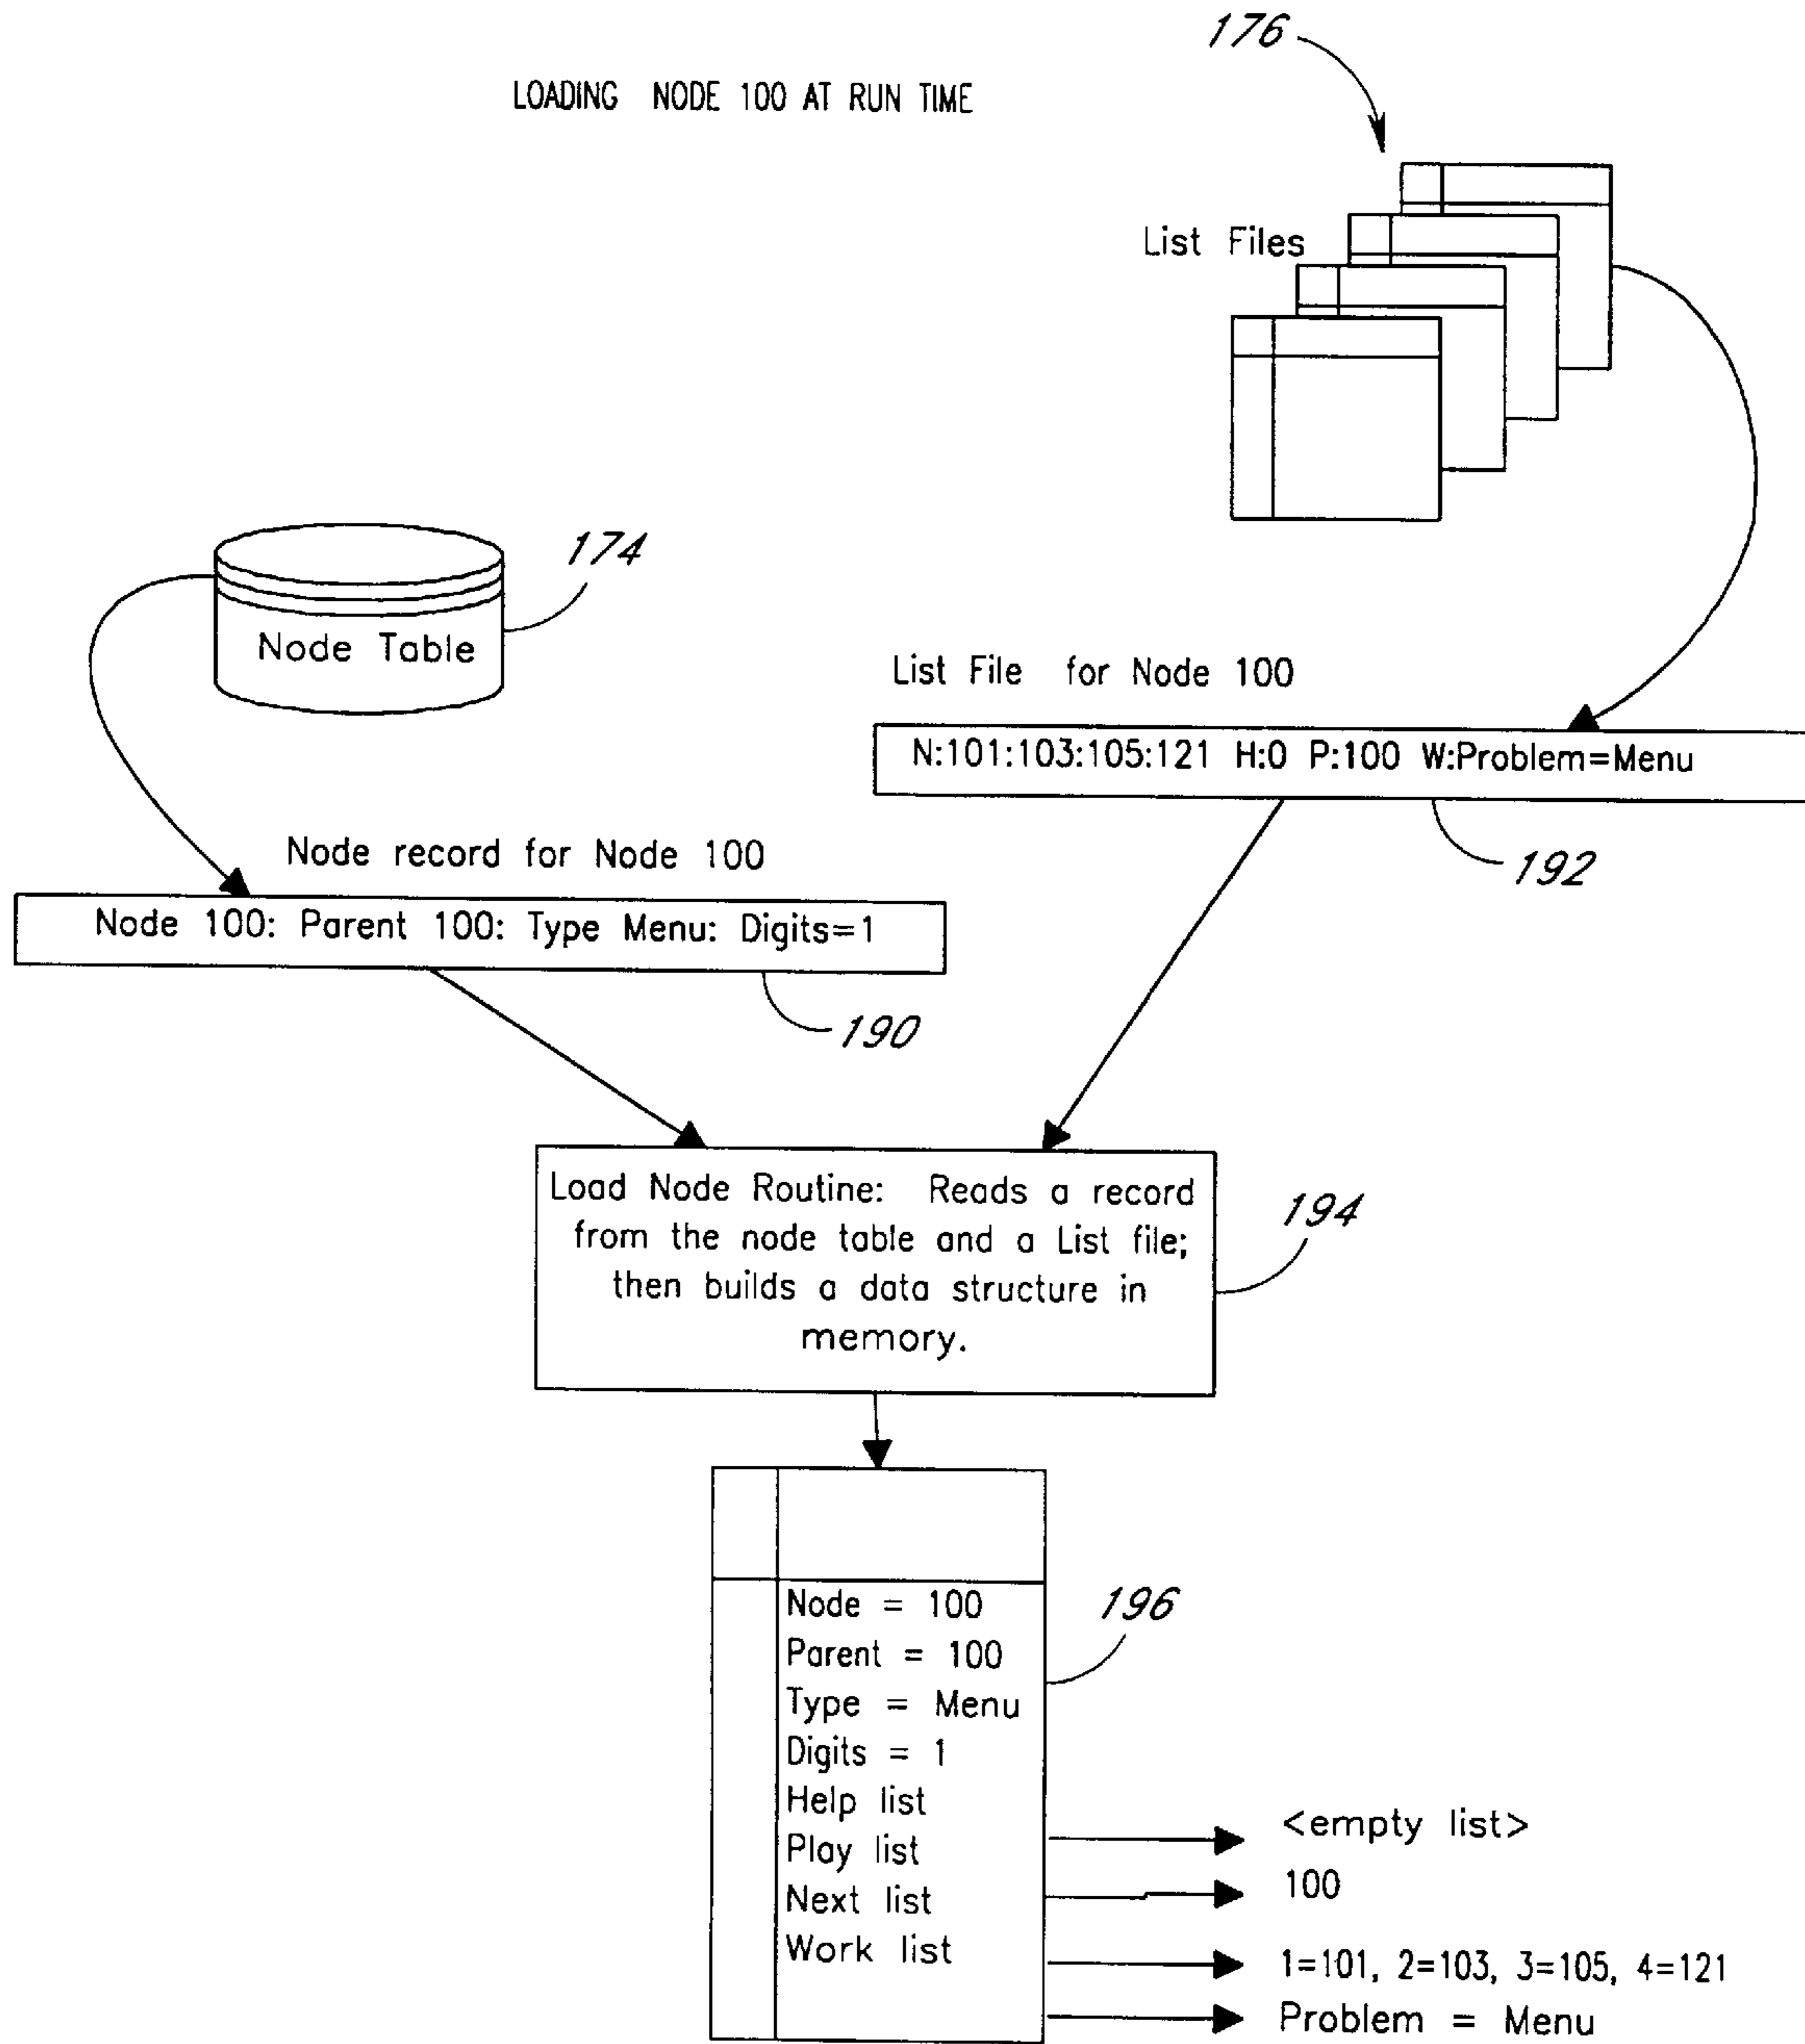 176
LOADING NODE 100 AT RUN TIME
List Files
174
Node Table
List File for Node 100
N:101:103:105:121 H:0 P:100 W:Problem=Menu
192
Node record for Node 100
Node 100: Parent 100: Type Menu: Digits=1
190
Load Node Routine: Reads a record
from the node table and a List file;
then builds a data structure in
memory.
194
Node = 100
196
Parent = 100
Type = Menu
Digits = 1
Help list
Play list
Next list
Work list
<empty list>
100
1=101, 2=103, 3=105, 4=121
Problem = Menu